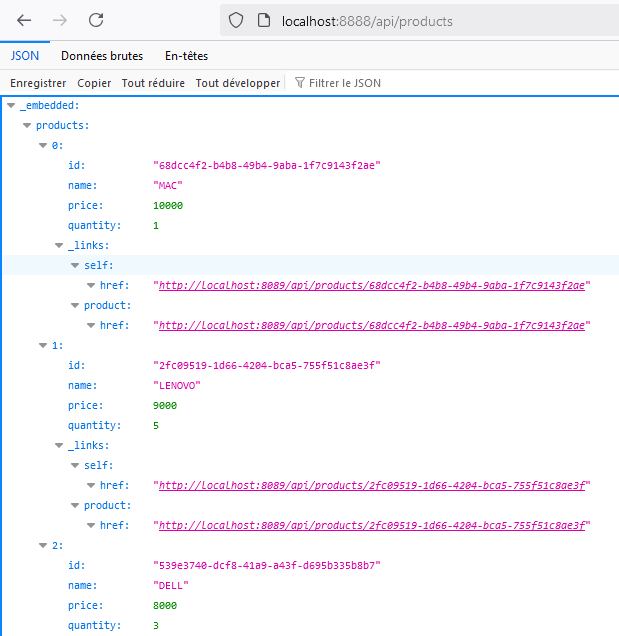 localhost:8888/api/products
JSON Données brutes En-têtes
Enregistrer Copier Tout réduire Tout développer Filtrer le JSON
_embedded:
products:
0:
id: "68dcc4f2-b4b8-49b4-9aba-1f7c9143f2ae"
name: "MAC"
price: 10000
quantity: 1
_links:
self:
href: "http://localhost:8089/api/products/68dcc4f2-b4b8-49b4-9aba-1f7c9143f2ae"
product:
href: "http://localhost:8089/api/products/68dcc4f2-b4b8-49b4-9aba-1f7c9143f2ae"
1:
id: "2fc09519-1d66-4204-bca5-755f51c8ae3f"
name: "LENOVO"
price: 9000
quantity: 5
_links:
self:
href: "http://localhost:8089/api/products/2fc09519-1d66-4204-bca5-755f51c8ae3f"
product:
href: "http://localhost:8089/api/products/2fc09519-1d66-4204-bca5-755f51c8ae3f"
2:
id: "539e3740-dcf8-41a9-a43f-d695b335b8b7"
name: "DELL"
price: 8000
quantity: 3